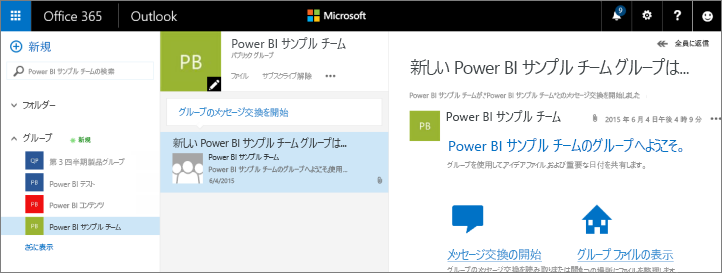 Office 365
Outlook
Microsoft
9
?
新規
Power BI サンプル チームの検索
フォルダー
グループ
新規
QP
第 3 四半期製品グループ
PB
Power BI テスト
PB
Power BI コンテンツ
PB
Power BI サンプル チーム
さらに表示
PB
Power BI サンプル チーム
パブリック グループ
ファイル サブスクライブ解除 •••
グループのメッセージ交換を開始
新しい Power BI サンプル チーム グループは...
Power BI サンプル チーム
Power BI サンプル チームのグループへようこそ.使用...
6/4/2015
全員に返信
新しい Power BI サンプル チーム グループは...
Power BI サンプル チームが、"Power BI サンプル チーム"とのメッセージ交換を開始しました
PB
Power BI サンプル チーム
2015 年 6 月 4 日午後 4 時 9 分
•••
Power BI サンプル チームのグループへようこそ。
グループを使用してアイデアファイル、および重要な日付を共有します。
メッセージ交換の開始
グループ ファイルの表示